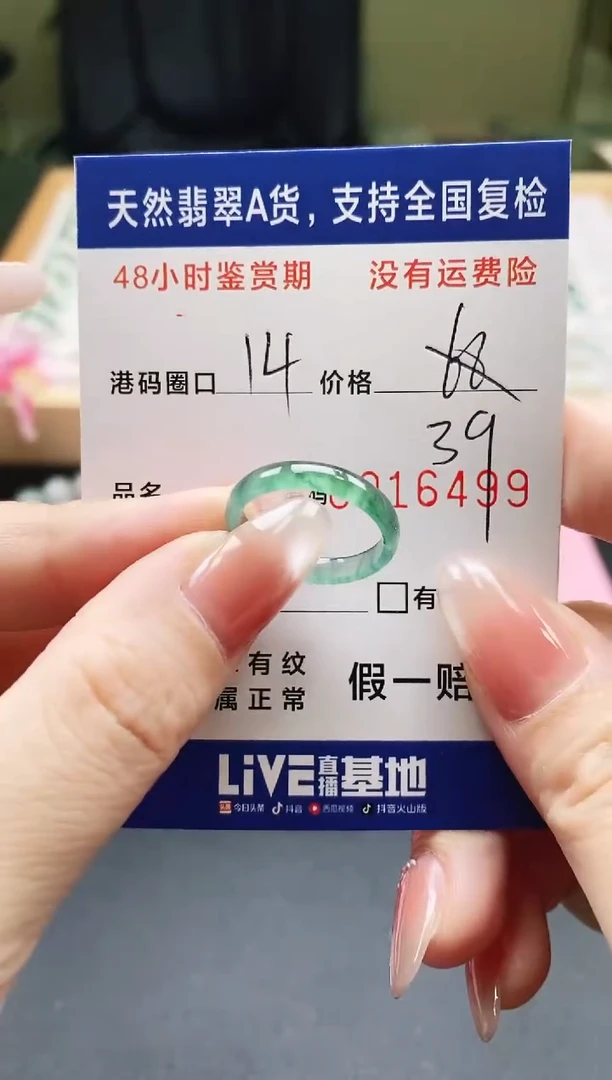 天然翡翠A货，支持全国复检
48小时鉴赏期 没有运费险
港码圈口 14 价格 68
39
品名 码 0016499
有
有纹 假一赔
属正常
LiVE直播基地
今日头条 抖音 西瓜视频 抖音火山版